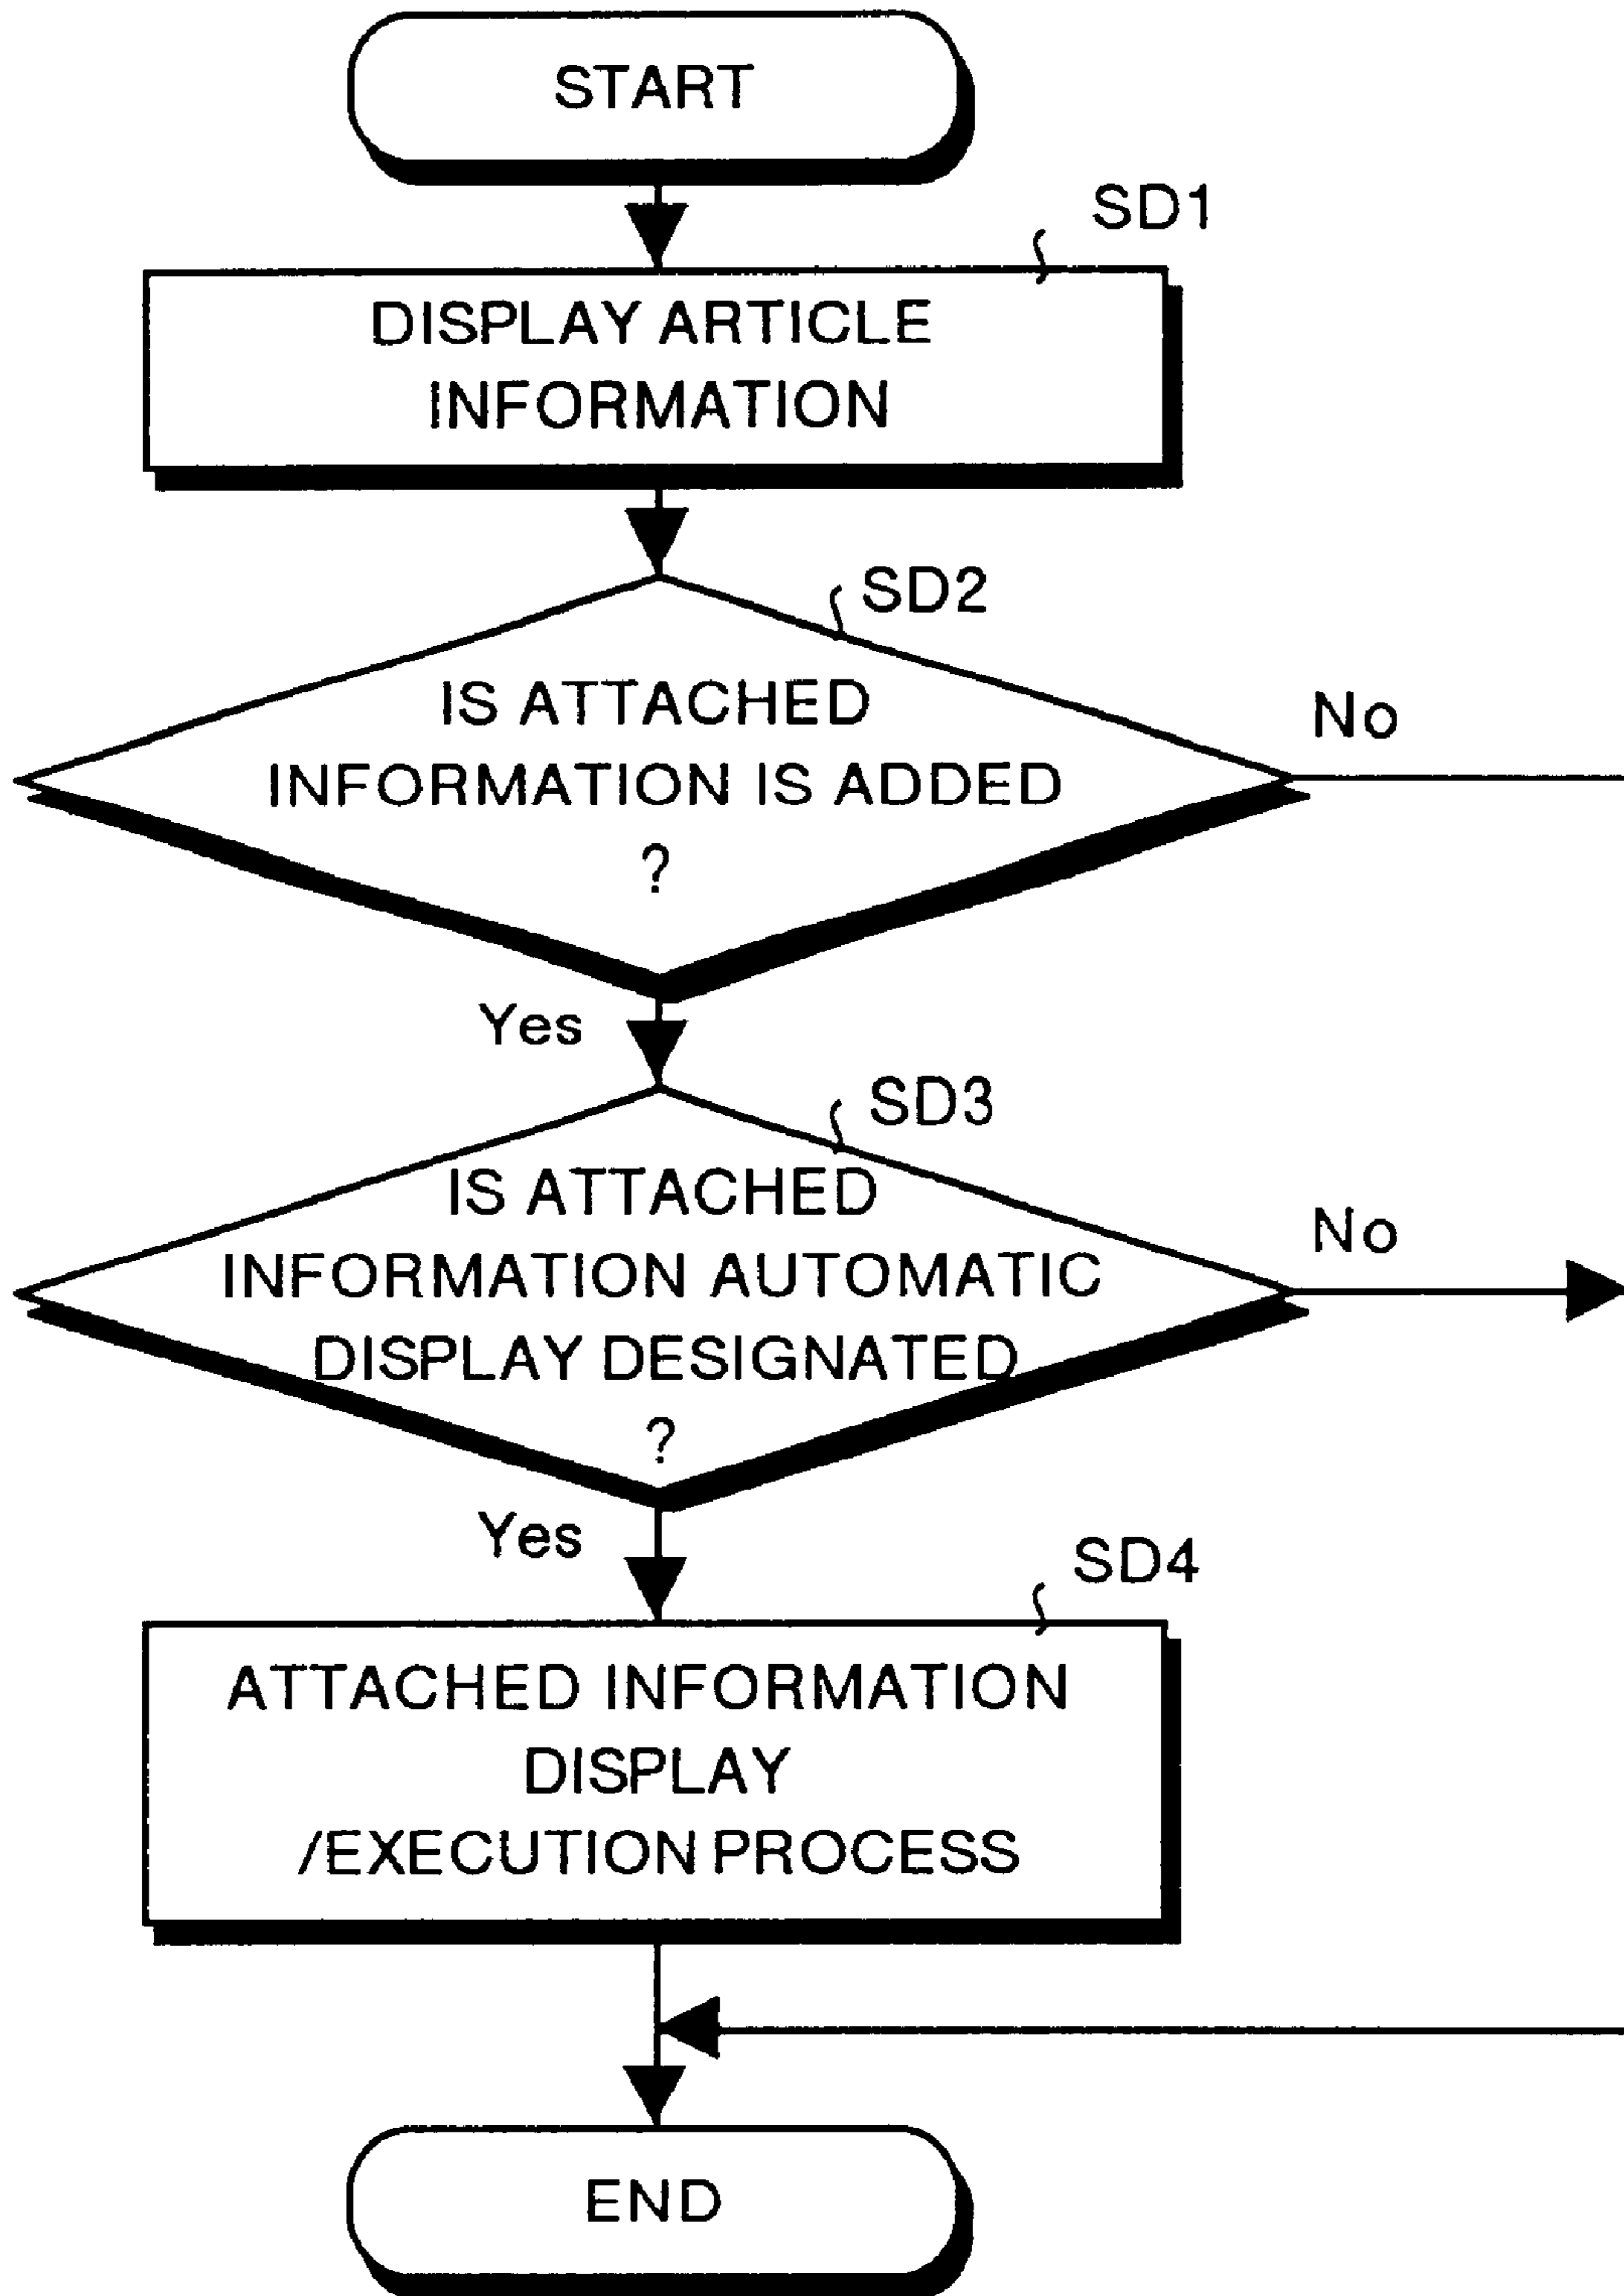 START
SD1
DISPLAY ARTICLE
INFORMATION
SD2
IS ATTACHED
INFORMATION IS ADDED
?
No
Yes
SD3
IS ATTACHED
INFORMATION AUTOMATIC
DISPLAY DESIGNATED
?
No
Yes
SD4
ATTACHED INFORMATION
DISPLAY
/EXECUTION PROCESS
END